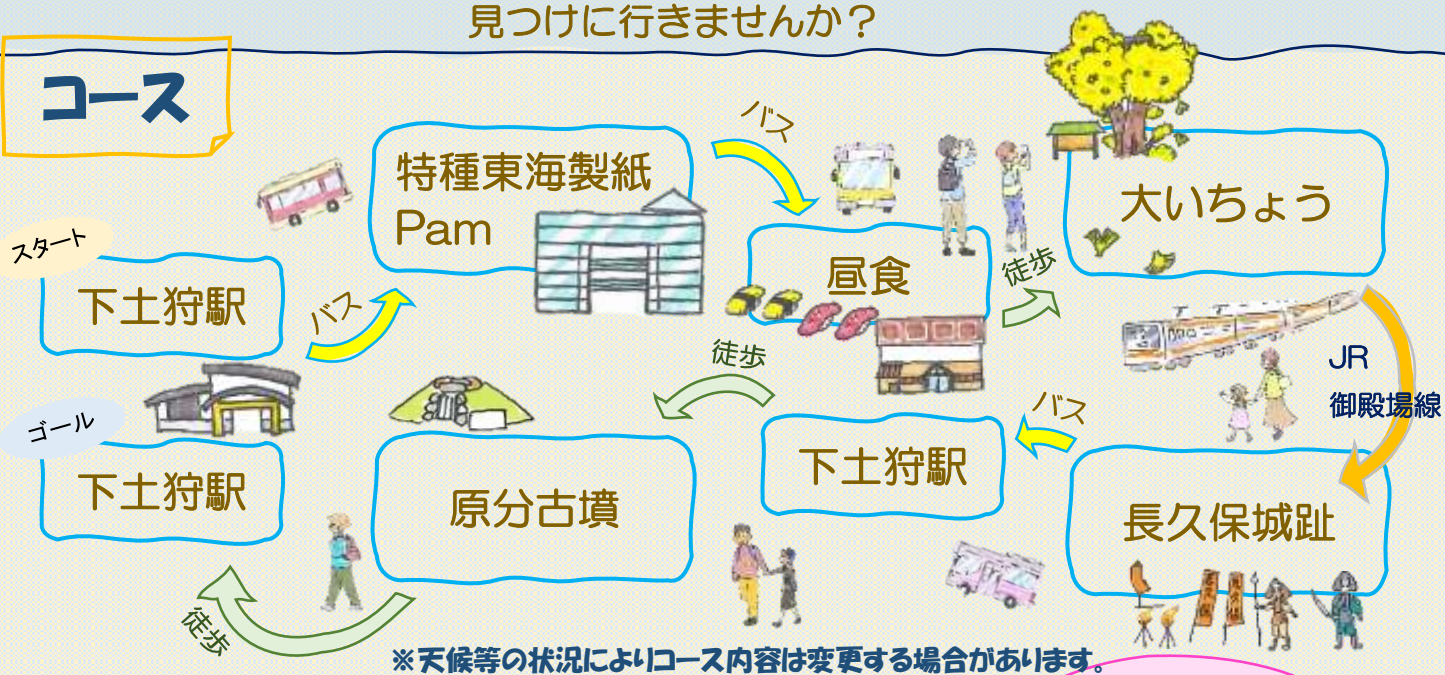 見つけに行きませんか？
コース
スタート
下土狩駅
バス
特種東海製紙
Pam
バス
昼食
徒歩
大いちょう
JR
御殿場線
長久保城趾
バス
下土狩駅
徒歩
原分古墳
徒歩
ゴール
下土狩駅
※天候等の状況によりコース内容は変更する場合があります。